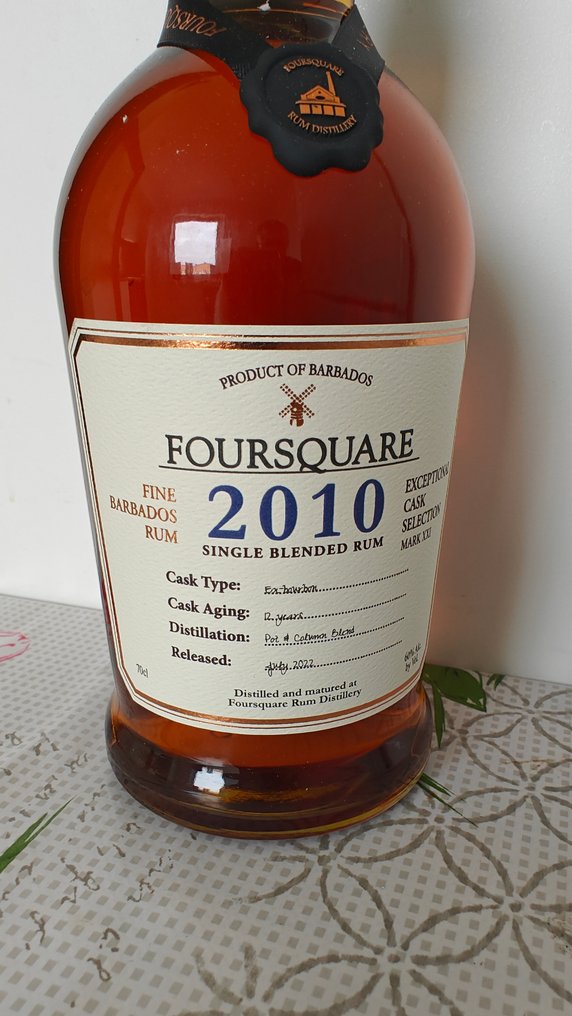 FOURSQUARE
FOURSQUARE
RUM DISTILLERY
PRODUCT OF BARBADOS
FOURSQUARE
FINE
BARBADOS
RUM
2010
SINGLE BLENDED RUM
EXCEPTIONAL
CASK
SELECTION
MARK XXI
Cask Type: Ex-bourbon
Cask Aging: 12 years
Distillation: Pot & Column Blend
Released: July 2022
70cl
60% Alc.
by Vol.
Distilled and matured at
Foursquare Rum Distillery